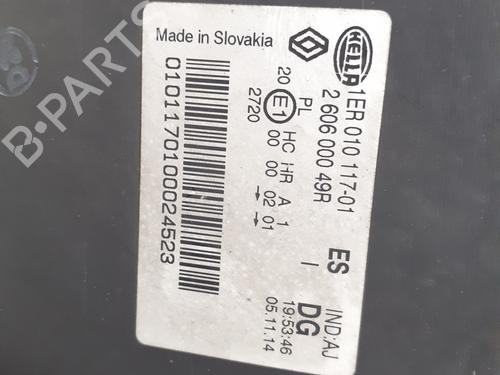 Made in Slovakia
HELLA
1ER 010 117-01
2 606 000 49R
20
E1
PL
2720
HC HR A 1
00 00 02 01
ES
I
IND:AJ
DG
19:53:46
05.11.14
01011701000024523
B-PARTS